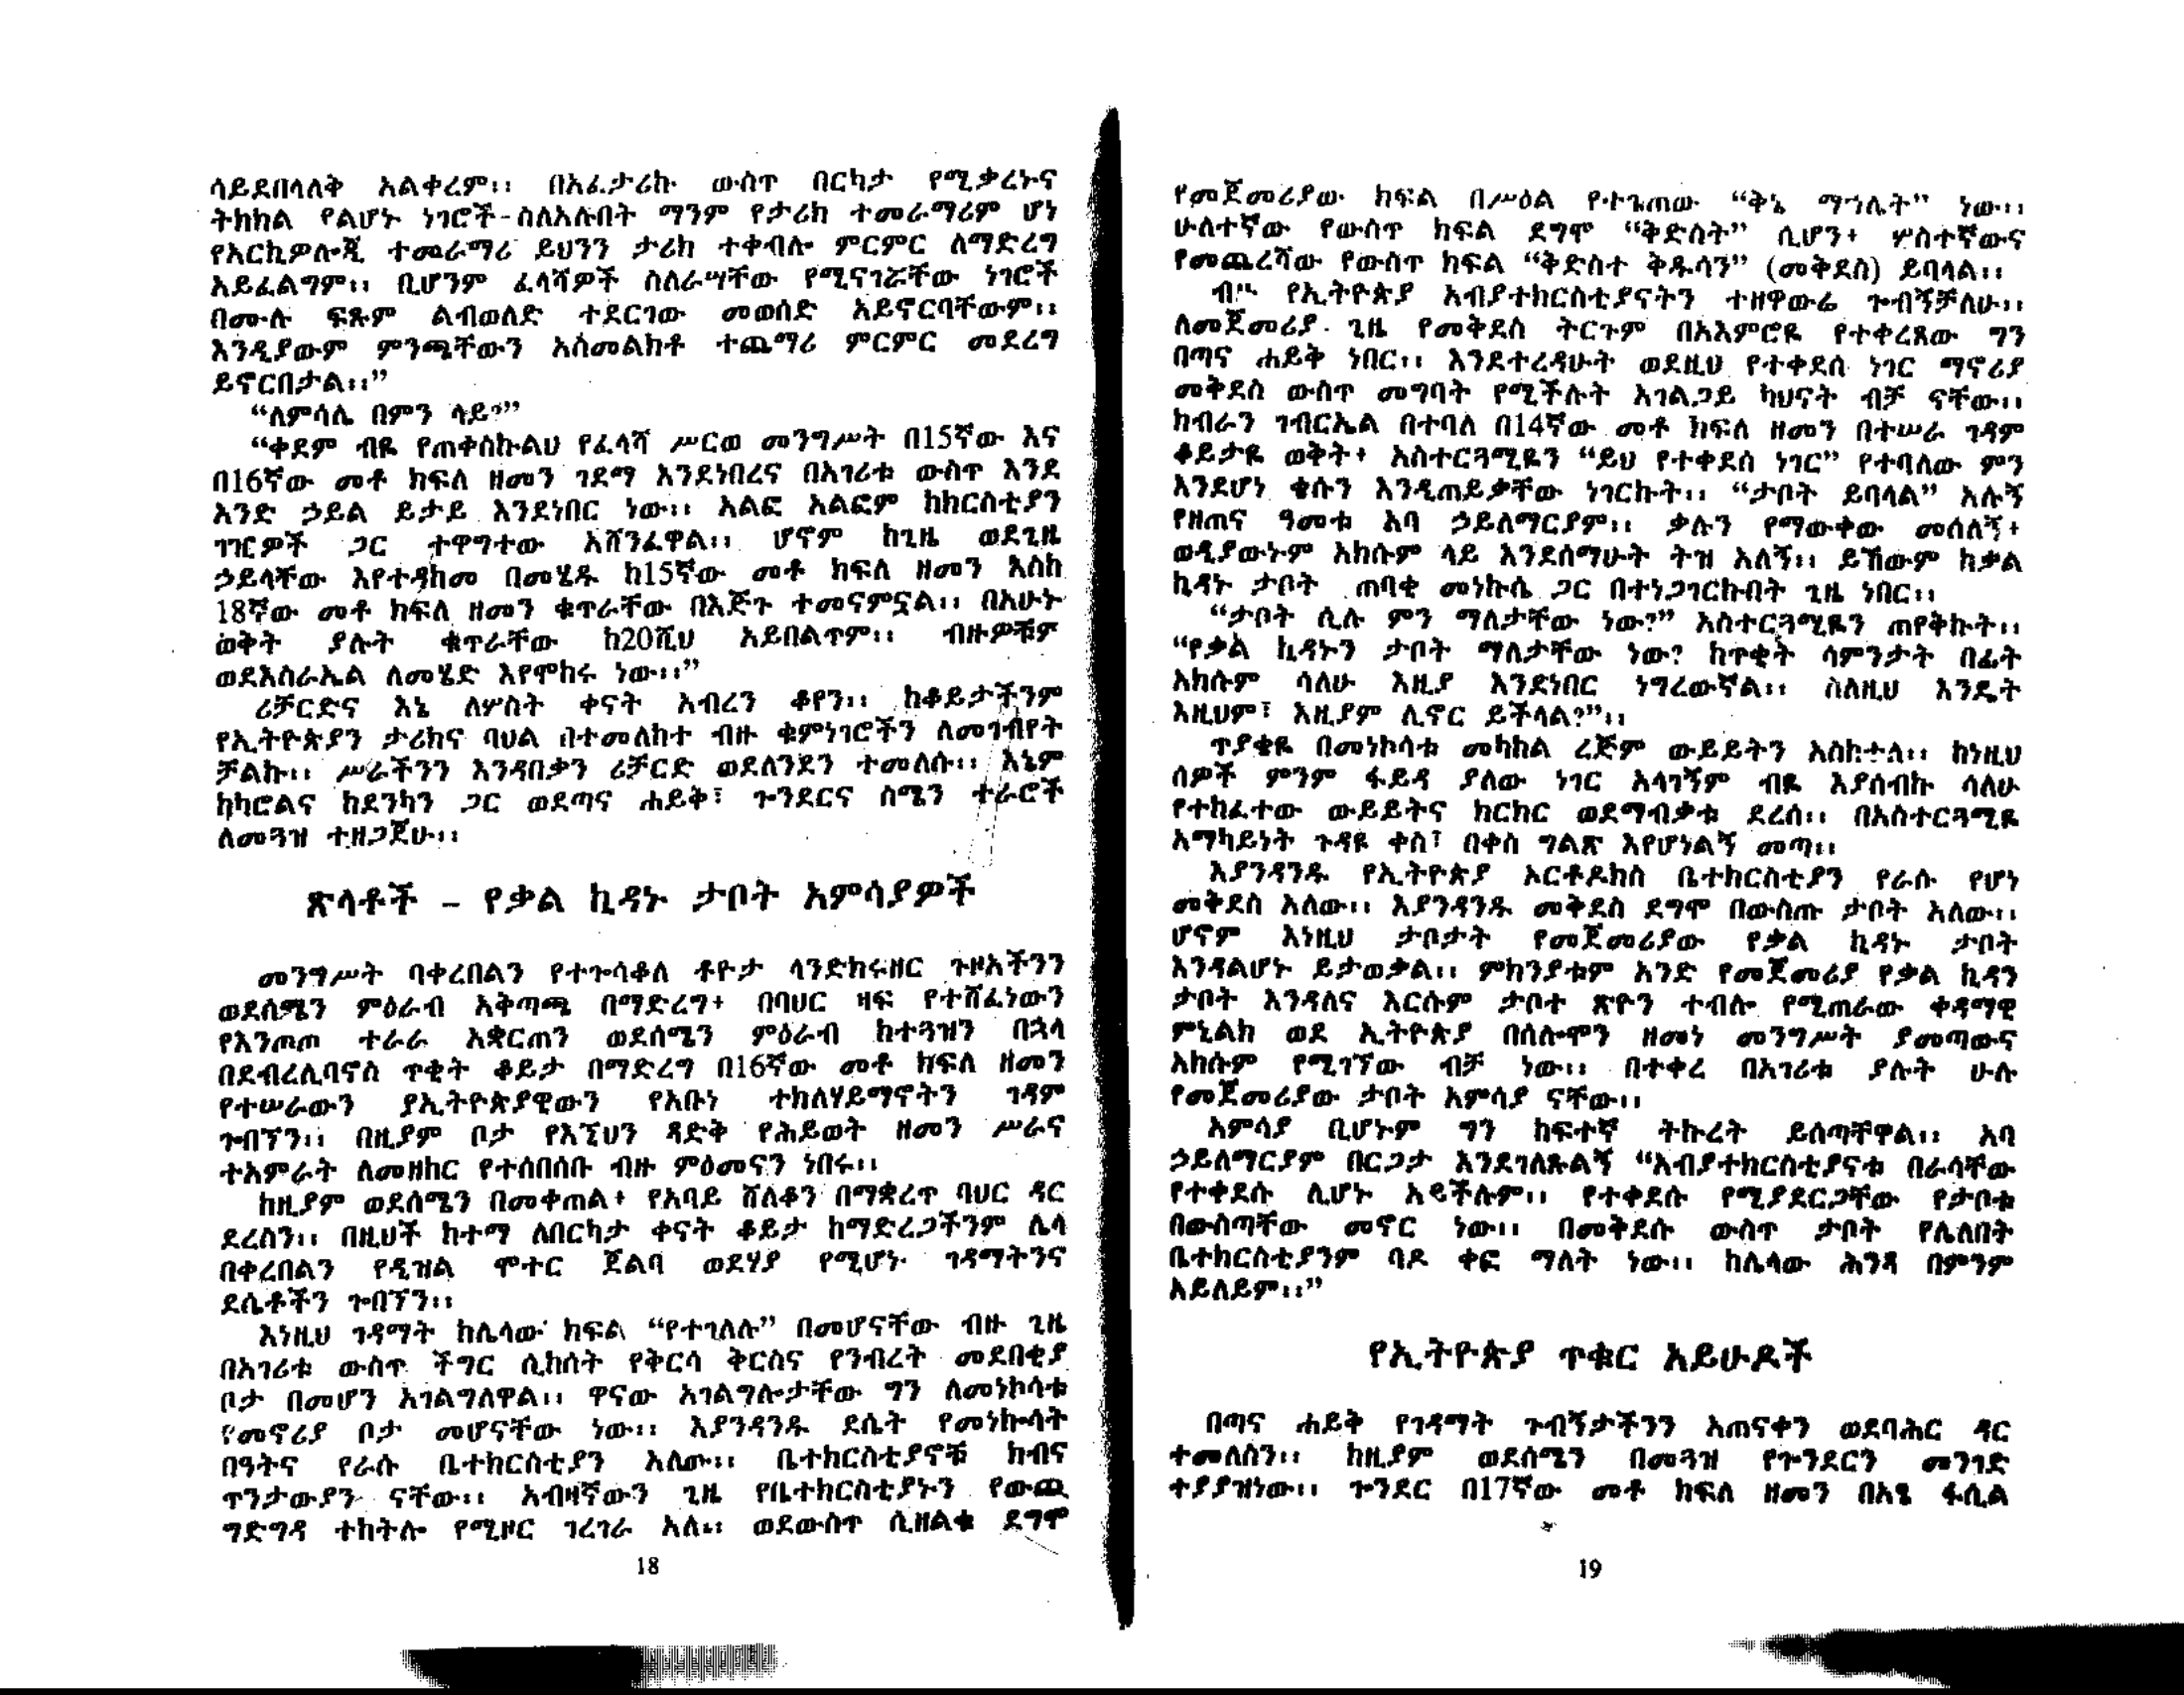 ሳይደበላለቅ አልቀረም። በአፈታሪኩ ውስጥ በርካታ የሚቃረኑና
ትክክል የልሆኑ ነገሮች-ስለአሉበት ማንም የታሪክ ተመራማሪም ሆነ
የአርኪዎሎጂ ተመራማሪ ይህንን ታሪክ ተቀብሎ ምርምር ለማድረግ
አይፈልግም። ቢሆንም ፈላሻዎች ስለራሣቸው የሚናገሯቸው ነገሮች
በሙሉ ፍጹም ልብወለድ ተደርገው መወሰድ አይኖርባቸውም።
እንዲያውም ምንጫቸውን አስመልክቶ ተጨማሪ ምርምር መደረግ
ይኖርበታል።”
“ለምሳሌ በምን ላይ?”
“ቀደም ብዬ የጠቀስኩልህ የፈላሻ ሥርወ መንግሥት በ15ኛው እና
በ16ኛው መቶ ክፍለ ዘመን ገደማ እንደነበረና በአገሪቱ ውስጥ እንደ
አንድ ኃይል ይታይ እንደነበር ነው። አልፎ አልፎም ከክርስቲያን
ገዢዎች ጋር ተዋግተው አሸንፈዋል። ሆኖም ከጊዜ ወደጊዜ
ኃይላቸው እየተዳከመ በመሄዱ ከ15ኛው መቶ ክፍለ ዘመን እስከ
18ኛው መቶ ክፍለ ዘመን ቁጥራቸው በእጅጉ ተመናምኗል። በአሁኑ
ወቅት ያሉት ቁጥራቸው ከ20ሺህ አይበልጥም። ብዙዎቹም
ወደእስራኤል ለመሄድ እየሞከሩ ነው።”
ሪቻርድና እኔ ለሦስት ቀናት አብረን ቆየን። ከቆይታችንም
የኢትዮጵያን ታሪክና ባህል በተመለከተ ብዙ ቁምነገሮችን ለመገብየት
ቻልኩ። ሥራችንን እንዳበቃን ሪቻርድ ወደለንደን ተመለሱ። እኔም
ከካሮልና ከደንካን ጋር ወደጣና ሐይቅ፣ ጐንደርና ስሜን ተራሮች
ለመጓዝ ተዘጋጀሁ።
ጽላቶች – የቃል ኪዳኑ ታቦት አምሳያዎች
መንግሥት ባቀረበልን የተጐሳቆለ ቶዮታ ላንድክሩዘር ጉዞአችንን
ወደሰሜን ምዕራብ አቅጣጫ በማድረግ፥ በባህር ዛፍ የተሸፈነውን
የእንጦጦ ተራራ አቋርጠን ወደሰሜን ምዕራብ ከተጓዝን በኋላ
በደብረሊባኖስ ጥቂት ቆይታ በማድረግ በ16ኛው መቶ ክፍለ ዘመን
የተሠራውን ያኢትዮጵያዊውን የአቡነ ተክለሃይማኖትን ገዳም
ጐብኘን። በዚያም ቦታ የእኚህን ጻድቅ የሕይወት ዘመን ሥራና
ተአምራት ለመዘከር የተሰበሰቡ ብዙ ምዕመናን ነበሩ።
ከዚያም ወደሰሜን በመቀጠል፥ የአባይ ሸለቆን በማቋረጥ ባህር ዳር
ደረስን። በዚህች ከተማ ለበርካታ ቀናት ቆይታ ከማድረጋችንም ሌላ
በቀረበልን የዲዝል ሞተር ጀልባ ወደሃያ የሚሆኑ ገዳማትንና
ደሴቶችን ጐበኘን።
እነዚህ ገዳማት ከሌላው ክፍል “የተገለሉ” በመሆናቸው ብዙ ጊዜ
በአገሪቱ ውስጥ ችግር ሲከሰት የቅርሳ ቅርስና የንብረት መደበቂያ
ቦታ በመሆን አገልግለዋል። ዋናው አገልግሎታቸው ግን ለመነኮሳቱ
የመኖሪያ ቦታ መሆናቸው ነው። እያንዳንዱ ደሴት የመነኩሳት
በዓትና የራሱ ቤተክርስቲያን አለው። ቤተክርስቲያኖቹ ክብና
ጥንታውያን ናቸው። አብዛኛውን ጊዜ የቤተክርስቲያኑን የውጪ
ግድግዳ ተከትሎ የሚዞር ገረገራ አለ። ወደውስጥ ሲዘልቁ ደግሞ
18
የመጀመሪያው ክፍል በሥዕል የተጌጠው “ቅኔ ማኅሌት” ነው።
ሁለተኛው የውስጥ ክፍል ደግሞ “ቅድስት” ሲሆን፥ ሦስተኛውና
የመጨረሻው የውስጥ ክፍል “ቅድስተ ቅዱሳን” (መቅደስ) ይባላል።
ብዙ የኢትዮጵያ አብያተክርስቲያናትን ተዘዋውሬ ጐብኝቻለሁ።
ለመጀመሪያ ጊዜ የመቅደስ ትርጉም በአእምሮዬ የተቀረጸው ግን
በጣና ሐይቅ ነበር። እንደተረዳሁት ወደዚህ የተቀደሰ ነገር ማኖሪያ
መቅደስ ውስጥ መግባት የሚችሉት አገልጋይ ካህናት ብቻ ናቸው።
ክብራን ገብርኤል በተባለ በ14ኛው መቶ ክፍለ ዘመን በተሠራ ገዳም
ቆይታዬ ወቅት፥ አስተርጓሚዬን “ይህ የተቀደሰ ነገር” የተባለው ምን
እንደሆነ ቄሱን እንዲጠይቃቸው ነገርኩት። “ታቦት ይባላል” አሉኝ
የዘጠና ዓመቱ አባ ኃይለማርያም። ቃሉን የማውቀው መሰለኝ፥
ወዲያውኑም አክሱም ላይ እንደሰማሁት ትዝ አለኝ። ይኸውም ከቃል
ኪዳኑ ታቦት ጠባቂ መነኩሴ ጋር በተነጋገርኩበት ጊዜ ነበር።
“ታቦት ሲሉ ምን ማለታቸው ነው?” አስተርጓሚዬን ጠየቅኩት።
“የቃል ኪዳኑን ታቦት ማለታቸው ነው? ከጥቂት ሳምንታት በፊት
አክሱም ሳለሁ እዚያ እንደነበር ነግረውኛል። ስለዚህ እንዴት
እዚህም፣ እዚያም ሊኖር ይችላል?”።
ጥያቄዬ በመነኮሳቱ መካከል ረጅም ውይይትን አስከተለ። ከነዚህ
ሰዎች ምንም ፋይዳ ያለው ነገር አላገኝም ብዬ እያሰብኩ ሳለሁ
የተከፈተው ውይይትና ክርክር ወደማብቃቱ ደረሰ። በአስተርጓሚዬ
አማካይነት ጉዳዩ ቀስ፣ በቀስ ግልጽ እየሆነልኝ መጣ።
እያንዳንዱ የኢትዮጵያ ኦርቶዶክስ ቤተክርስቲያን የራሱ የሆነ
መቅደስ አለው። እያንዳንዱ መቅደስ ደግሞ በውስጡ ታቦት አለው።
ሆኖም እነዚህ ታቦታት የመጀመሪያው የቃል ኪዳኑ ታቦት
እንዳልሆኑ ይታወቃል። ምክንያቱም አንድ የመጀመሪያ የቃል ኪዳን
ታቦት እንዳለና እርሱም ታቦተ ጽዮን ተብሎ የሚጠራው ቀዳማዊ
ምኒልክ ወደ ኢትዮጵያ በሰሎሞን ዘመነ መንግሥት ያመጣውና
አክሱም የሚገኘው ብቻ ነው። በተቀረ በአገሪቱ ያሉት ሁሉ
የመጀመሪያው ታቦት አምሳያ ናቸው።
አምሳያ ቢሆኑም ግን ከፍተኛ ትኩረት ይሰጣቸዋል። አባ
ኃይለማርያም በርጋታ እንደገለጹልኝ “አብያተክርስቲያናቱ በራሳቸው
የተቀደሱ ሊሆኑ አይችሉም። የተቀደሱ የሚያደርጋቸው የታቦቱ
በውስጣቸው መኖር ነው። በመቅደሱ ውስጥ ታቦት የሌለበት
ቤተክርስቲያንም ባዶ ቀፎ ማለት ነው። ከሌላው ሕንጻ በምንም
አይለይም።”
የኢትዮጵያ ጥቁር አይሁዶች
በጣና ሐይቅ የገዳማት ጉብኝታችንን አጠናቀን ወደባሕር ዳር
ተመለስን። ከዚያም ወደሰሜን በመጓዝ የጐንደርን መንገድ
ተያያዝነው። ጐንደር በ17ኛው መቶ ክፍለ ዘመን በአፄ ፋሲል
19